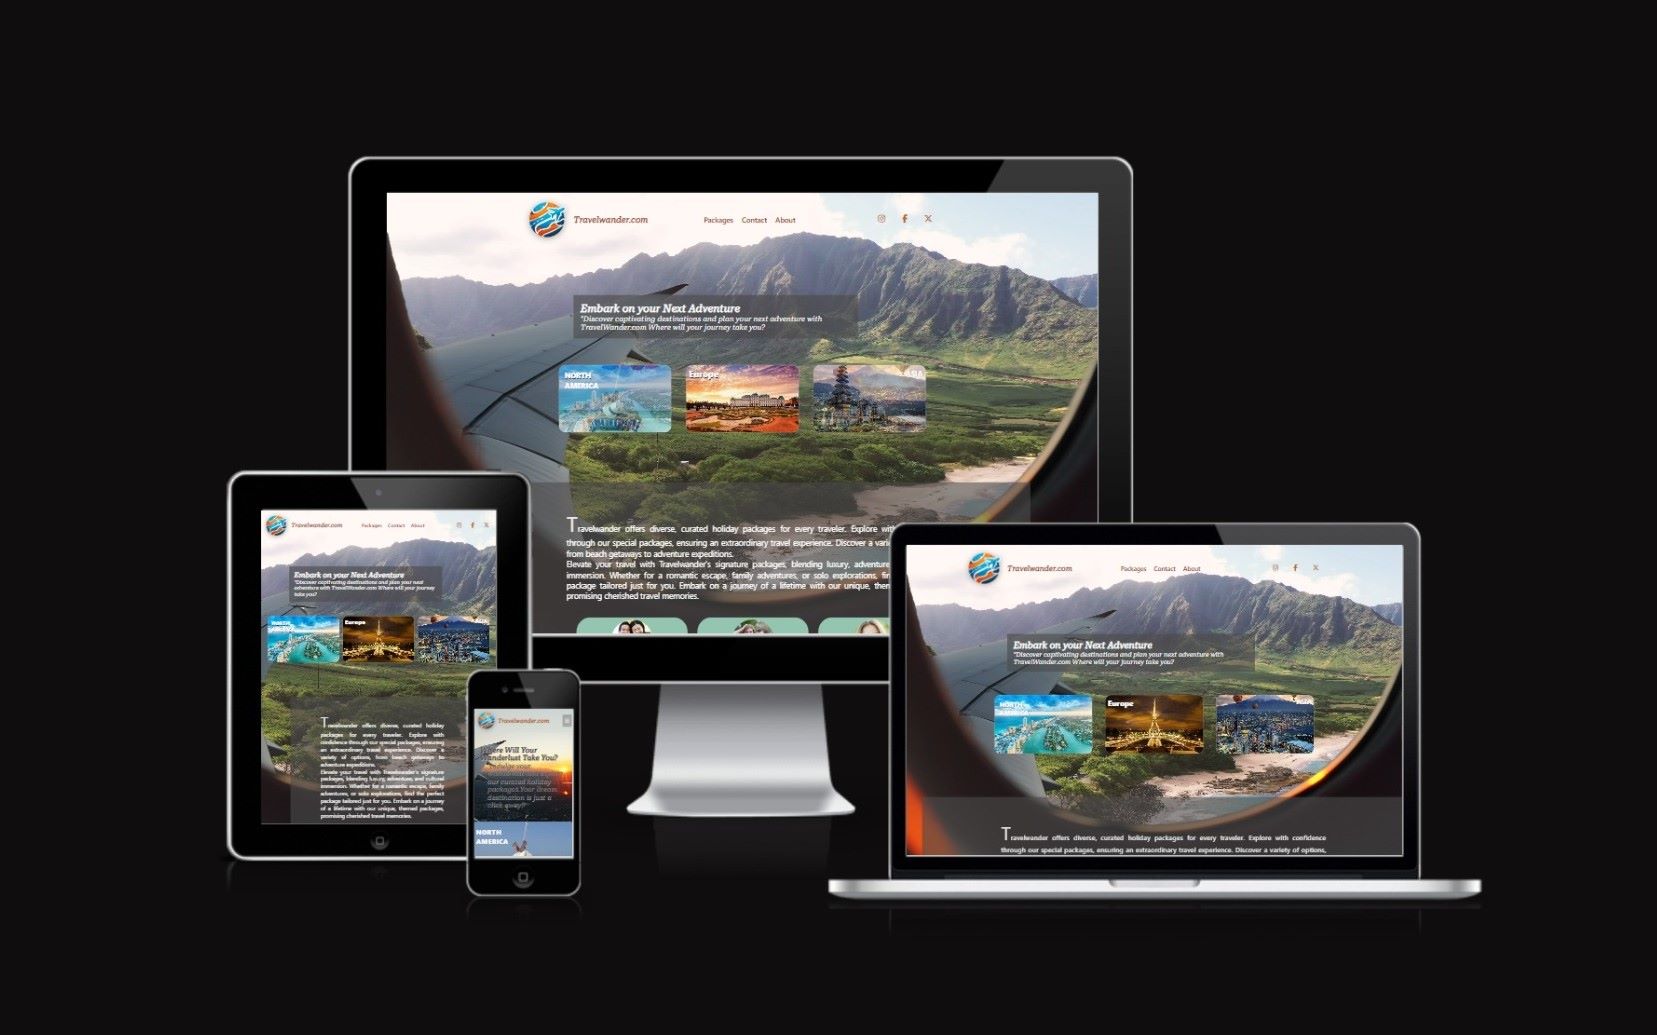 Travelwander.com
Packages Contact About
Embark on your Next Adventure
"Discover captivating destinations and plan your next adventure with
TravelWander.com Where will your journey take you?
NORTH
AMERICA
Europe
ASIA
Travelwander offers diverse, curated holiday packages for every traveler. Explore with
through our special packages, ensuring an extraordinary travel experience. Discover a
from beach getaways to adventure expeditions.
Elevate your travel with Travelwander's signature packages, blending luxury, adventure
immersion. Whether for a romantic escape, family adventures, or solo explorations,
package tailored just for you. Embark on a journey of a lifetime with our unique,
promising cherished travel memories.
Travelwander.com
Packages Contact About
Embark on your Next Adventure
"Discover captivating destinations and plan your next
adventure with TravelWander.com Where will your journey
take you?
NORTH
Europe
ASIA
Travelwander offers diverse, curated holiday
packages for every traveler. Explore with
confidence through our special packages, ensuring
an extraordinary travel experience. Discover a
variety of options, from beach getaways to
adventure expeditions.
Elevate your travel with Travelwander's signature
packages, blending luxury, adventure, and cultural
immersion. Whether for a romantic escape, family
adventures, or solo explorations, find the perfect
package tailored just for you. Embark on a journey
of a lifetime with our unique, themed packages,
promising cherished travel memories.
Travelwander.com
Where Will Your
Wanderlust Take You?
our curated holiday
packages.Your dream
destination is just a
click away!"
NORTH
AMERICA
Travelwander.com
Packages Contact About
Embark on your Next Adventure
"Discover captivating destinations and plan your next adventure with
TravelWander.com Where will your journey take you?
NORTH
AMERICA
Europe
ASIA
Travelwander offers diverse, curated holiday packages for every traveler. Explore with confidence
through our special packages, ensuring an extraordinary travel experience. Discover a variety of options,